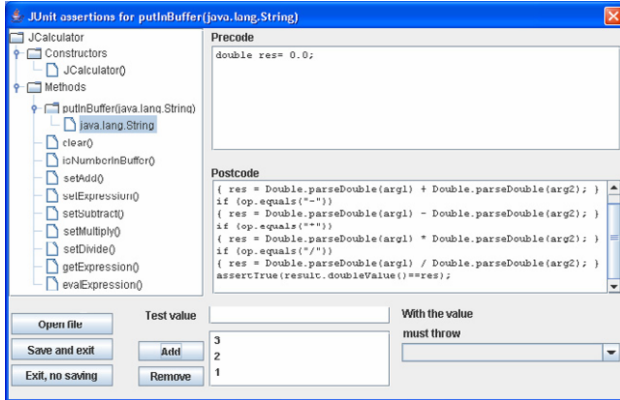 JUnit assertions for putInBuffer(java.lang.String)
JCalculator
Constructors
JCalculator()
Methods
putInBuffer(java.lang.String)
java.lang.String
clear()
isNumberInBuffer()
setAdd()
setExpression()
setSubtract()
setMultiply()
setDivide()
getExpression()
evalExpression()
Precode
double res= 0.0;
Postcode
{ res = Double.parseDouble(arg1) + Double.parseDouble(arg2); }
if (op.equals("-"))
{ res = Double.parseDouble(arg1) - Double.parseDouble(arg2); }
if (op.equals("*"))
{ res = Double.parseDouble(arg1) * Double.parseDouble(arg2); }
if (op.equals("/"))
{ res = Double.parseDouble(arg1) / Double.parseDouble(arg2); }
assertTrue(result.doubleValue()==res);
Open file
Save and exit
Exit, no saving
Test value
Add
Remove
3
2
1
With the value
must throw